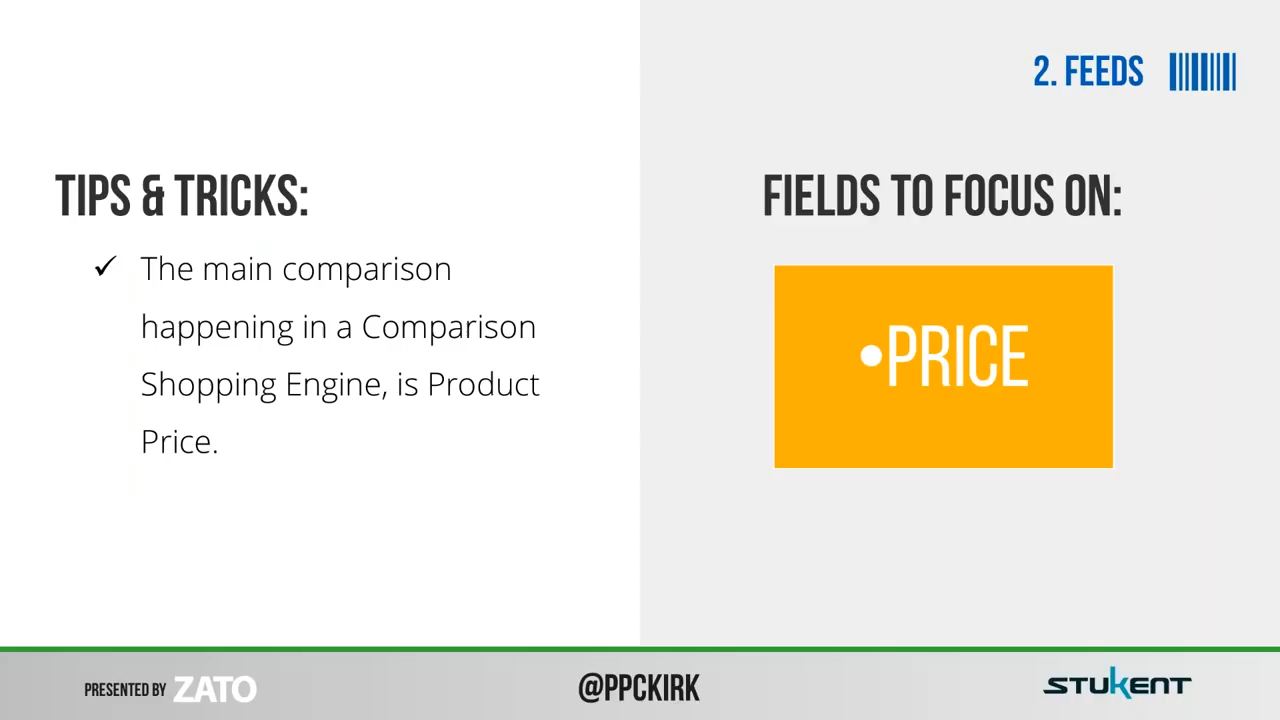 2. FEEDS
TIPS & TRICKS:
✓ The main comparison
happening in a Comparison
Shopping Engine, is Product
Price.
FIELDS TO FOCUS ON:
•PRICE
PRESENTED BY ZATO
@PPCKIRK
STUKENT